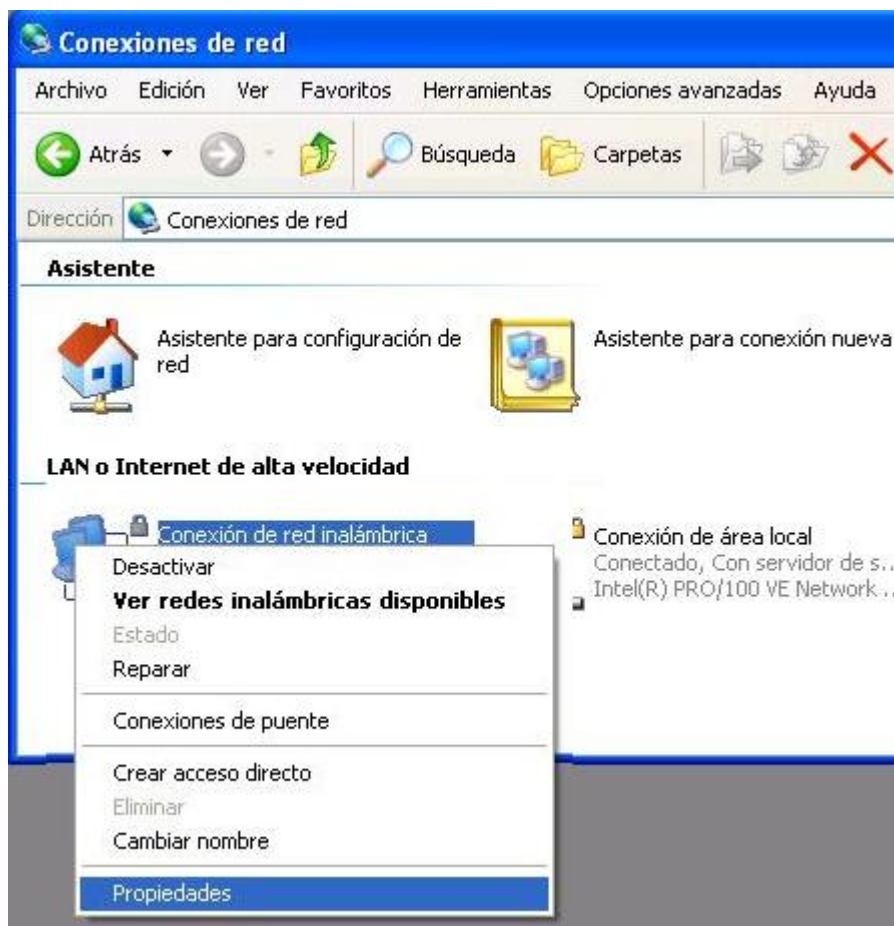 Conexiones de red
Archivo Edición Ver Favoritos Herramientas Opciones avanzadas Ayuda
Atrás Búsqueda Carpetas
Dirección Conexiones de red
Asistente
Asistente para configuración de
red
Asistente para conexión nueva
LAN o Internet de alta velocidad
Conexión de red inalámbrica
Conexión de área local
Conectado, Con servidor de s...
Intel(R) PRO/100 VE Network ...
Desactivar
Ver redes inalámbricas disponibles
Estado
Reparar
Conexiones de puente
Crear acceso directo
Eliminar
Cambiar nombre
Propiedades